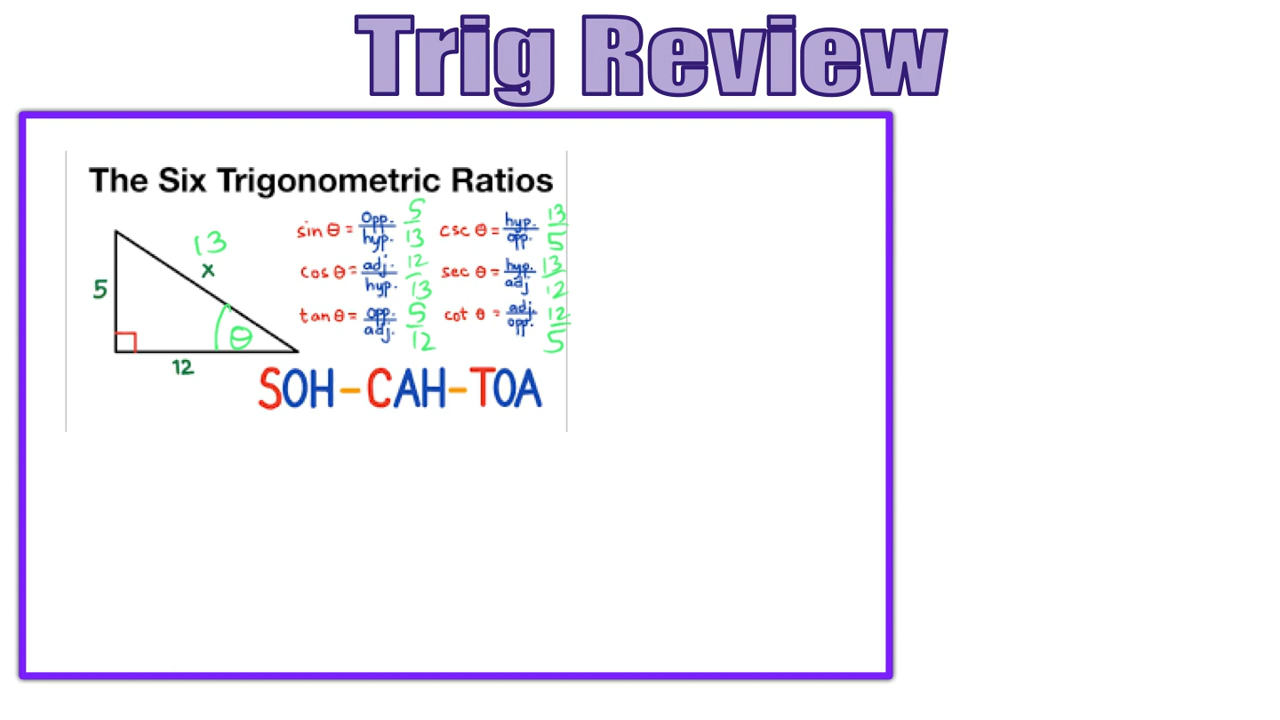 Trig Review
The Six Trigonometric Ratios
13
x
5
θ
12
sin θ = Opp. / hyp. 5/13
csc θ = hyp. / opp. 13/5
cos θ = adj. / hyp. 12/13
sec θ = hyp. / adj 13/12
tan θ = opp. / adj. 5/12
cot θ = adj. / opp. 12/5
SOH-CAH-TOA